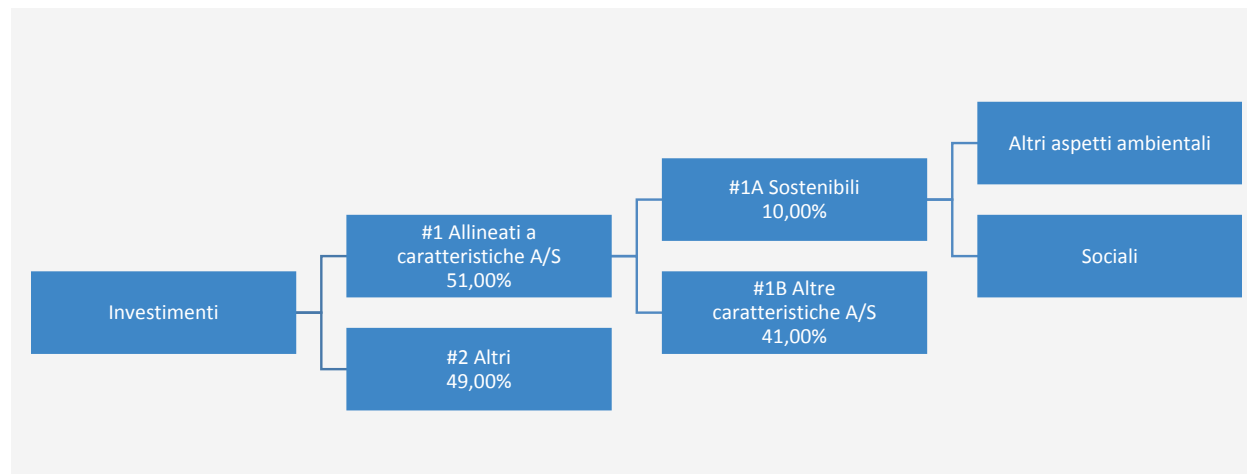 Investimenti
#1 Allineati a
caratteristiche A/S
51,00%
#2 Altri
49,00%
#1A Sostenibili
10,00%
#1B Altre
caratteristiche A/S
41,00%
Altri aspetti ambientali
Sociali